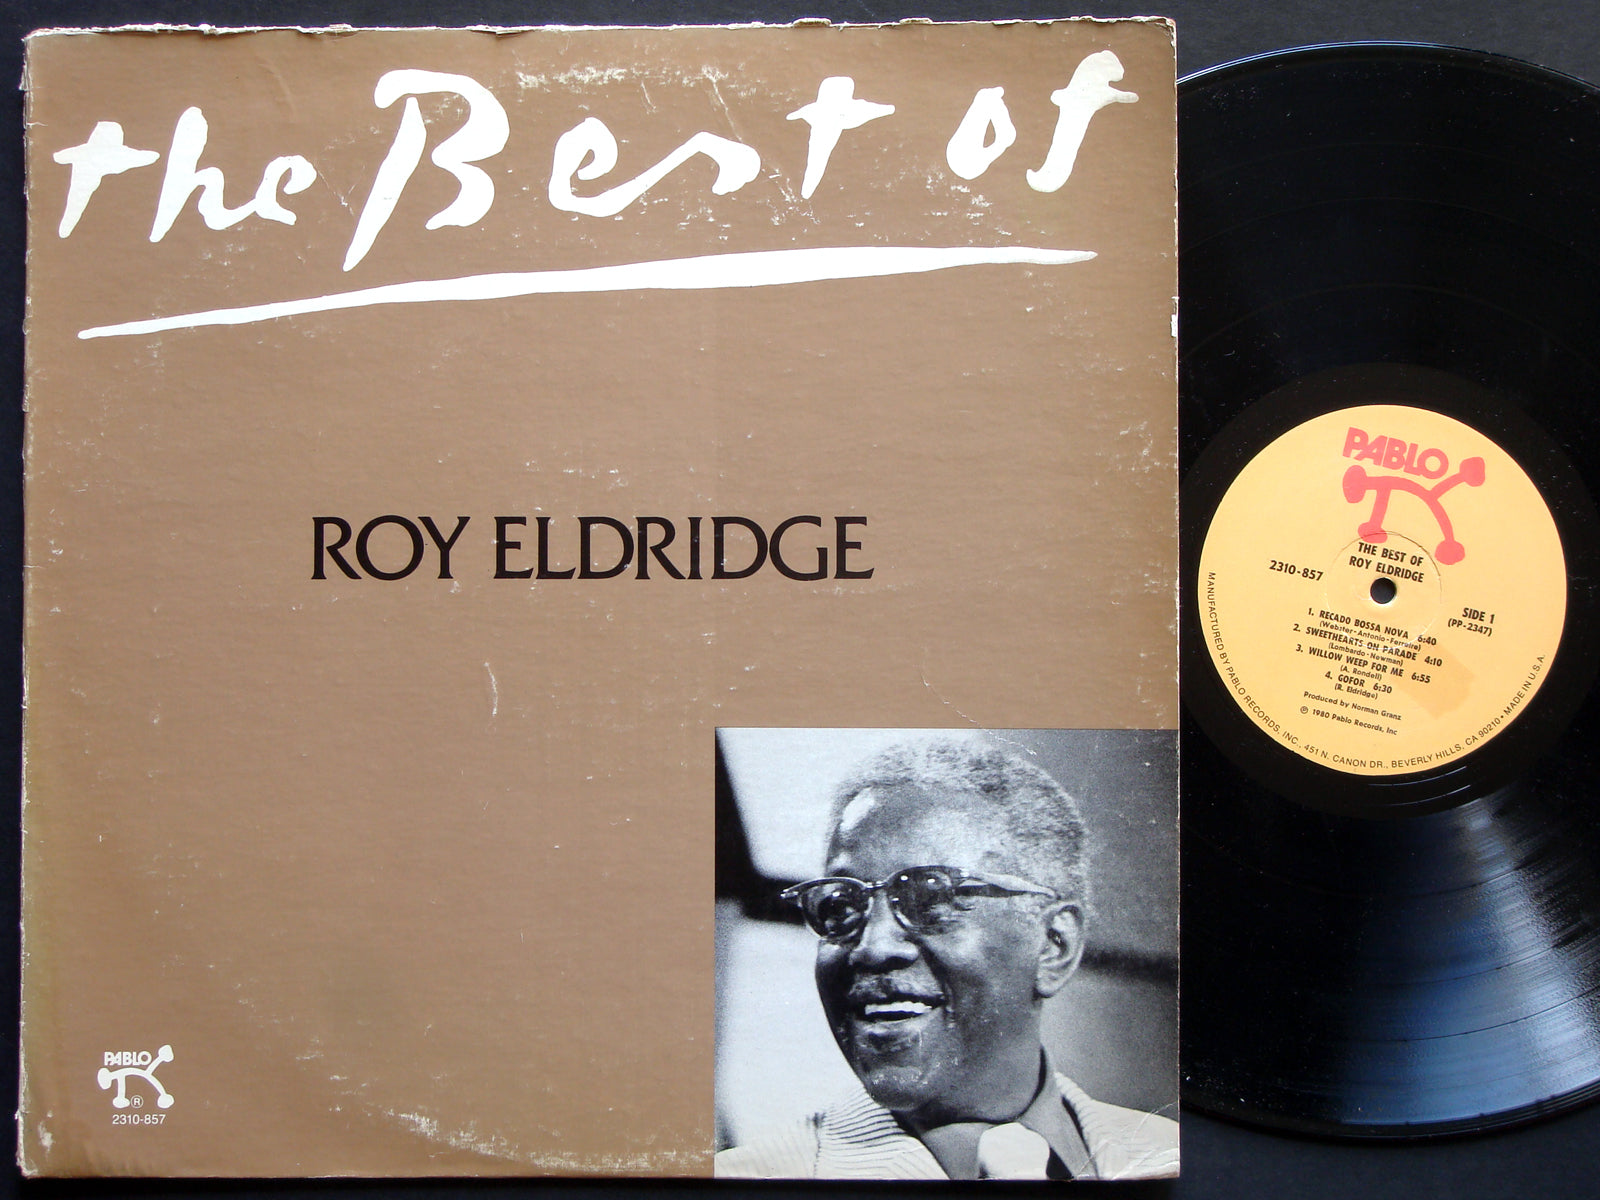 the Best of
ROY ELDRIDGE
PABLO
®
2310-857
PABLO
THE BEST OF
ROY ELDRIDGE
2310-857
SIDE 1
(PP-2347)
1. RECADO BOSSA NOVA 6:40
(Webster-Antonio-Ferreire)
2. SWEETHEARTS ON PARADE 4:10
(Lombardo-Newman)
3. WILLOW WEEP FOR ME 6:55
(A. Ronell)
4. GOFOR 6:30
(R. Eldridge)
Produced by Norman Granz
℗ 1980 Pablo Records, Inc
MANUFACTURED BY PABLO RECORDS, INC., 451 N. CANON DR., BEVERLY HILLS, CA 90210 • MADE IN U.S.A.